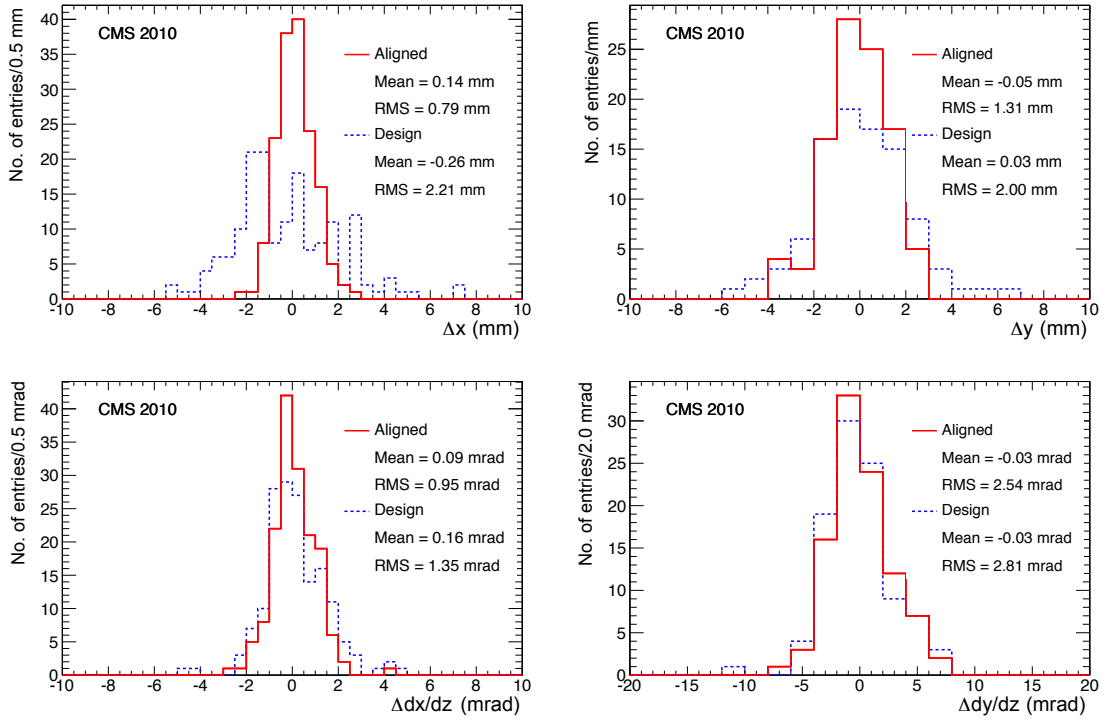 No. of entries/0.5 mm
40
35
30
25
20
15
10
5
0
CMS 2010
Aligned
Mean = 0.14 mm
RMS = 0.79 mm
Design
Mean = -0.26 mm
RMS = 2.21 mm
-10 -8 -6 -4 -2 0 2 4 6 8 10
Δx (mm)
No. of entries/mm
25
20
15
10
5
0
CMS 2010
Aligned
Mean = -0.05 mm
RMS = 1.31 mm
Design
Mean = 0.03 mm
RMS = 2.00 mm
-10 -8 -6 -4 -2 0 2 4 6 8 10
Δy (mm)
No. of entries/0.5 mrad
40
35
30
25
20
15
10
5
0
CMS 2010
Aligned
Mean = 0.09 mrad
RMS = 0.95 mrad
Design
Mean = 0.16 mrad
RMS = 1.35 mrad
-10 -8 -6 -4 -2 0 2 4 6 8 10
Δdx/dz (mrad)
No. of entries/2.0 mrad
30
25
20
15
10
5
0
CMS 2010
Aligned
Mean = -0.03 mrad
RMS = 2.54 mrad
Design
Mean = -0.03 mrad
RMS = 2.81 mrad
-20 -15 -10 -5 0 5 10 15 20
Δdy/dz (mrad)